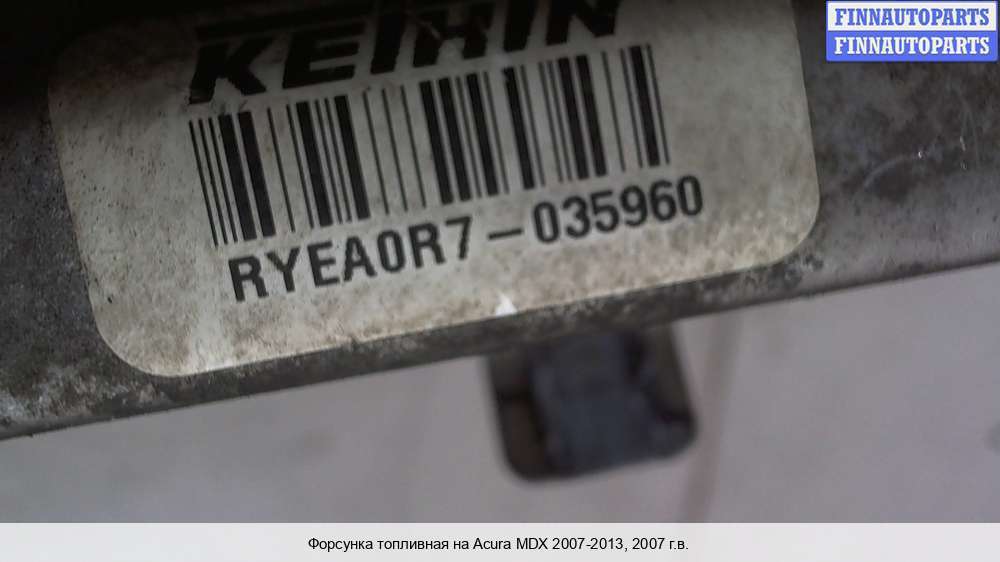 FINNAUTOPARTS
FINNAUTOPARTS
KEIHIN
RYEA0R7-035960
Форсунка топливная на Acura MDX 2007-2013, 2007 г.в.